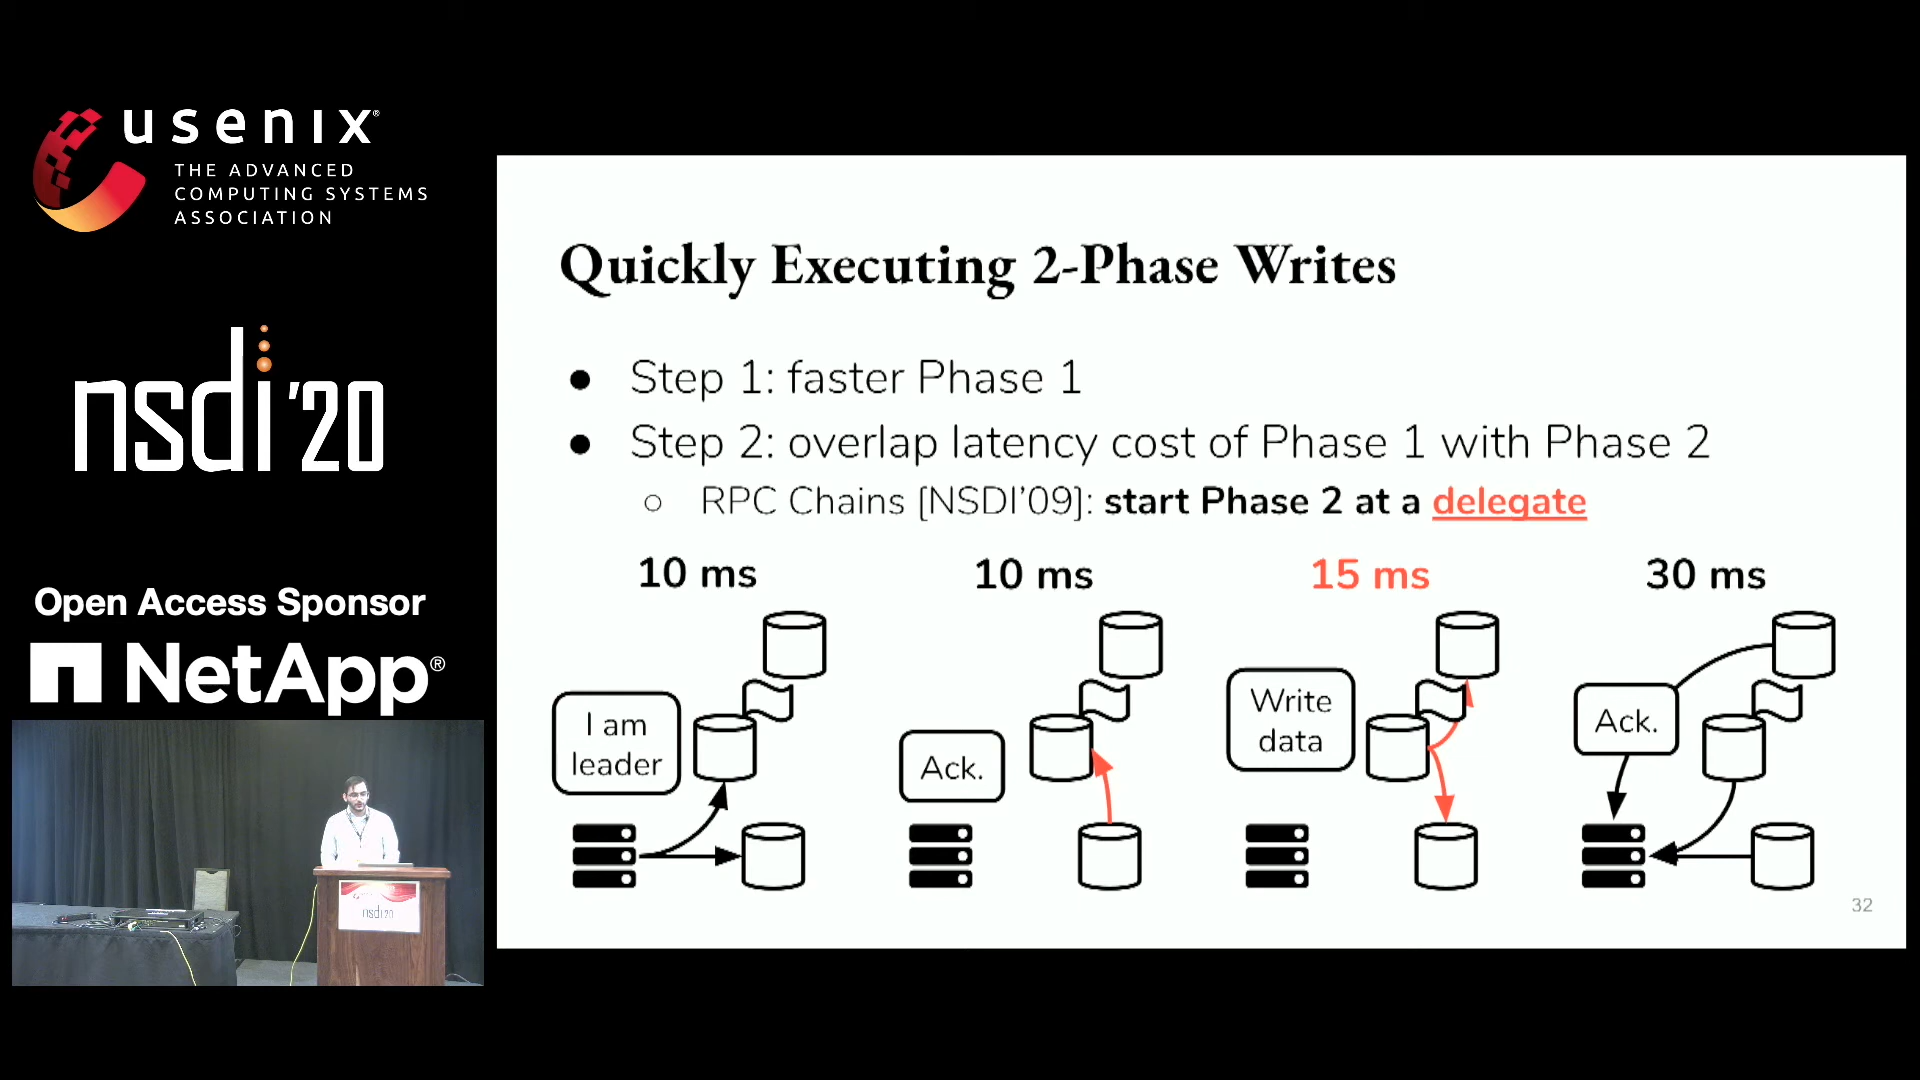 usenix®
THE ADVANCED
COMPUTING SYSTEMS
ASSOCIATION
nsdi '20
Open Access Sponsor
NetApp®
nsdi 20
Quickly Executing 2-Phase Writes
● Step 1: faster Phase 1
● Step 2: overlap latency cost of Phase 1 with Phase 2
○ RPC Chains [NSDI’09]: start Phase 2 at a delegate
10 ms
I am
leader
10 ms
Ack.
15 ms
Write
data
30 ms
Ack.
32